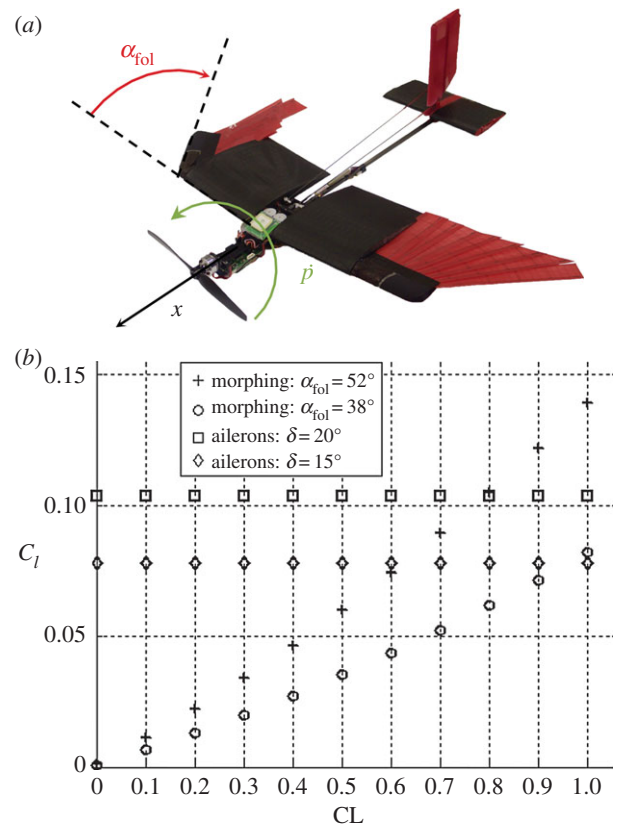 (a)
α_fol
ṗ
x
(b)
0.15
+ morphing: α_fol = 52°
○ morphing: α_fol = 38°
□ ailerons: δ = 20°
◇ ailerons: δ = 15°
0.10
C_l
0.05
0
0 0.1 0.2 0.3 0.4 0.5 0.6 0.7 0.8 0.9 1.0
CL